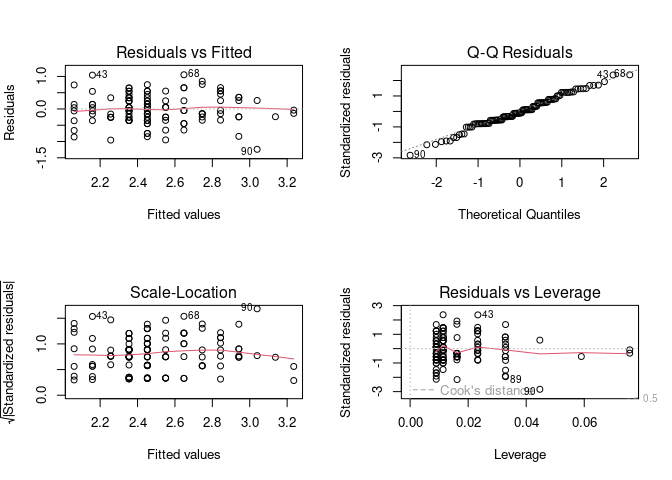 Residuals vs Fitted
Residuals
-1.5
0.0
1.0
43
68
90
2.2 2.4 2.6 2.8 3.0 3.2
Fitted values
Q-Q Residuals
Standardized residuals
-3
-1
1
43 68
90
-2 -1 0 1 2
Theoretical Quantiles
Scale-Location
√|Standardized residuals|
0.0
1.0
43
68
90
2.2 2.4 2.6 2.8 3.0 3.2
Fitted values
Residuals vs Leverage
Standardized residuals
-3
-1
1
3
43
89
90
Cook's distance
0.5
0.00 0.02 0.04 0.06
Leverage